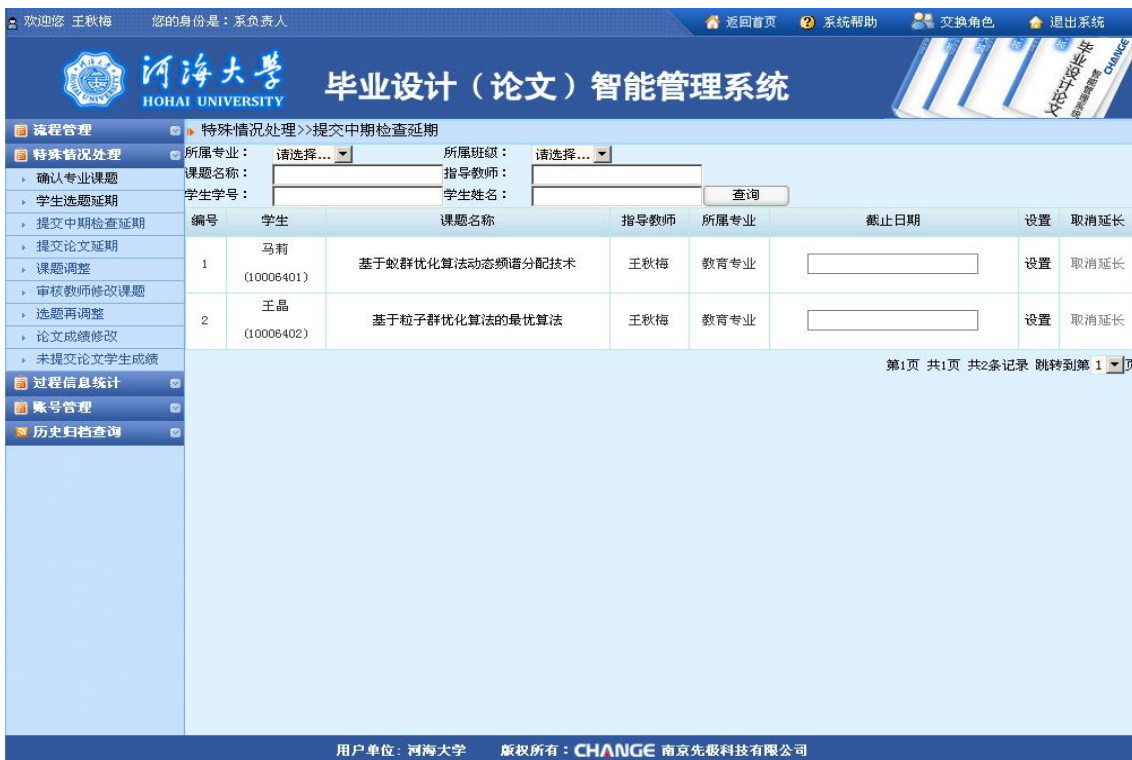 欢迎您 王秋梅 您的身份是：系负责人 返回首页 系统帮助 交换角色 退出系统
河海大学 HOHAI UNIVERSITY 毕业设计（论文）智能管理系统 毕业设计论文 智能管理系统 CHANGE
流程管理
特殊情况处理
确认专业课题
学生选题延期
提交中期检查延期
提交论文延期
课题调整
审核教师修改课题
选题再调整
论文成绩修改
未提交论文学生成绩
过程信息统计
账号管理
历史归档查询
特殊情况处理>>提交中期检查延期
所属专业： 请选择... 所属班级： 请选择...
课题名称： 指导教师：
学生学号： 学生姓名： 查询
编号 学生 课题名称 指导教师 所属专业 截止日期 设置 取消延长
1 马莉 (10006401) 基于蚁群优化算法动态频谱分配技术 王秋梅 教育专业 设置 取消延长
2 王晶 (10006402) 基于粒子群优化算法的最优算法 王秋梅 教育专业 设置 取消延长
第1页 共1页 共2条记录 跳转到第 1 页
用户单位：河海大学 版权所有：CHANGE 南京先极科技有限公司